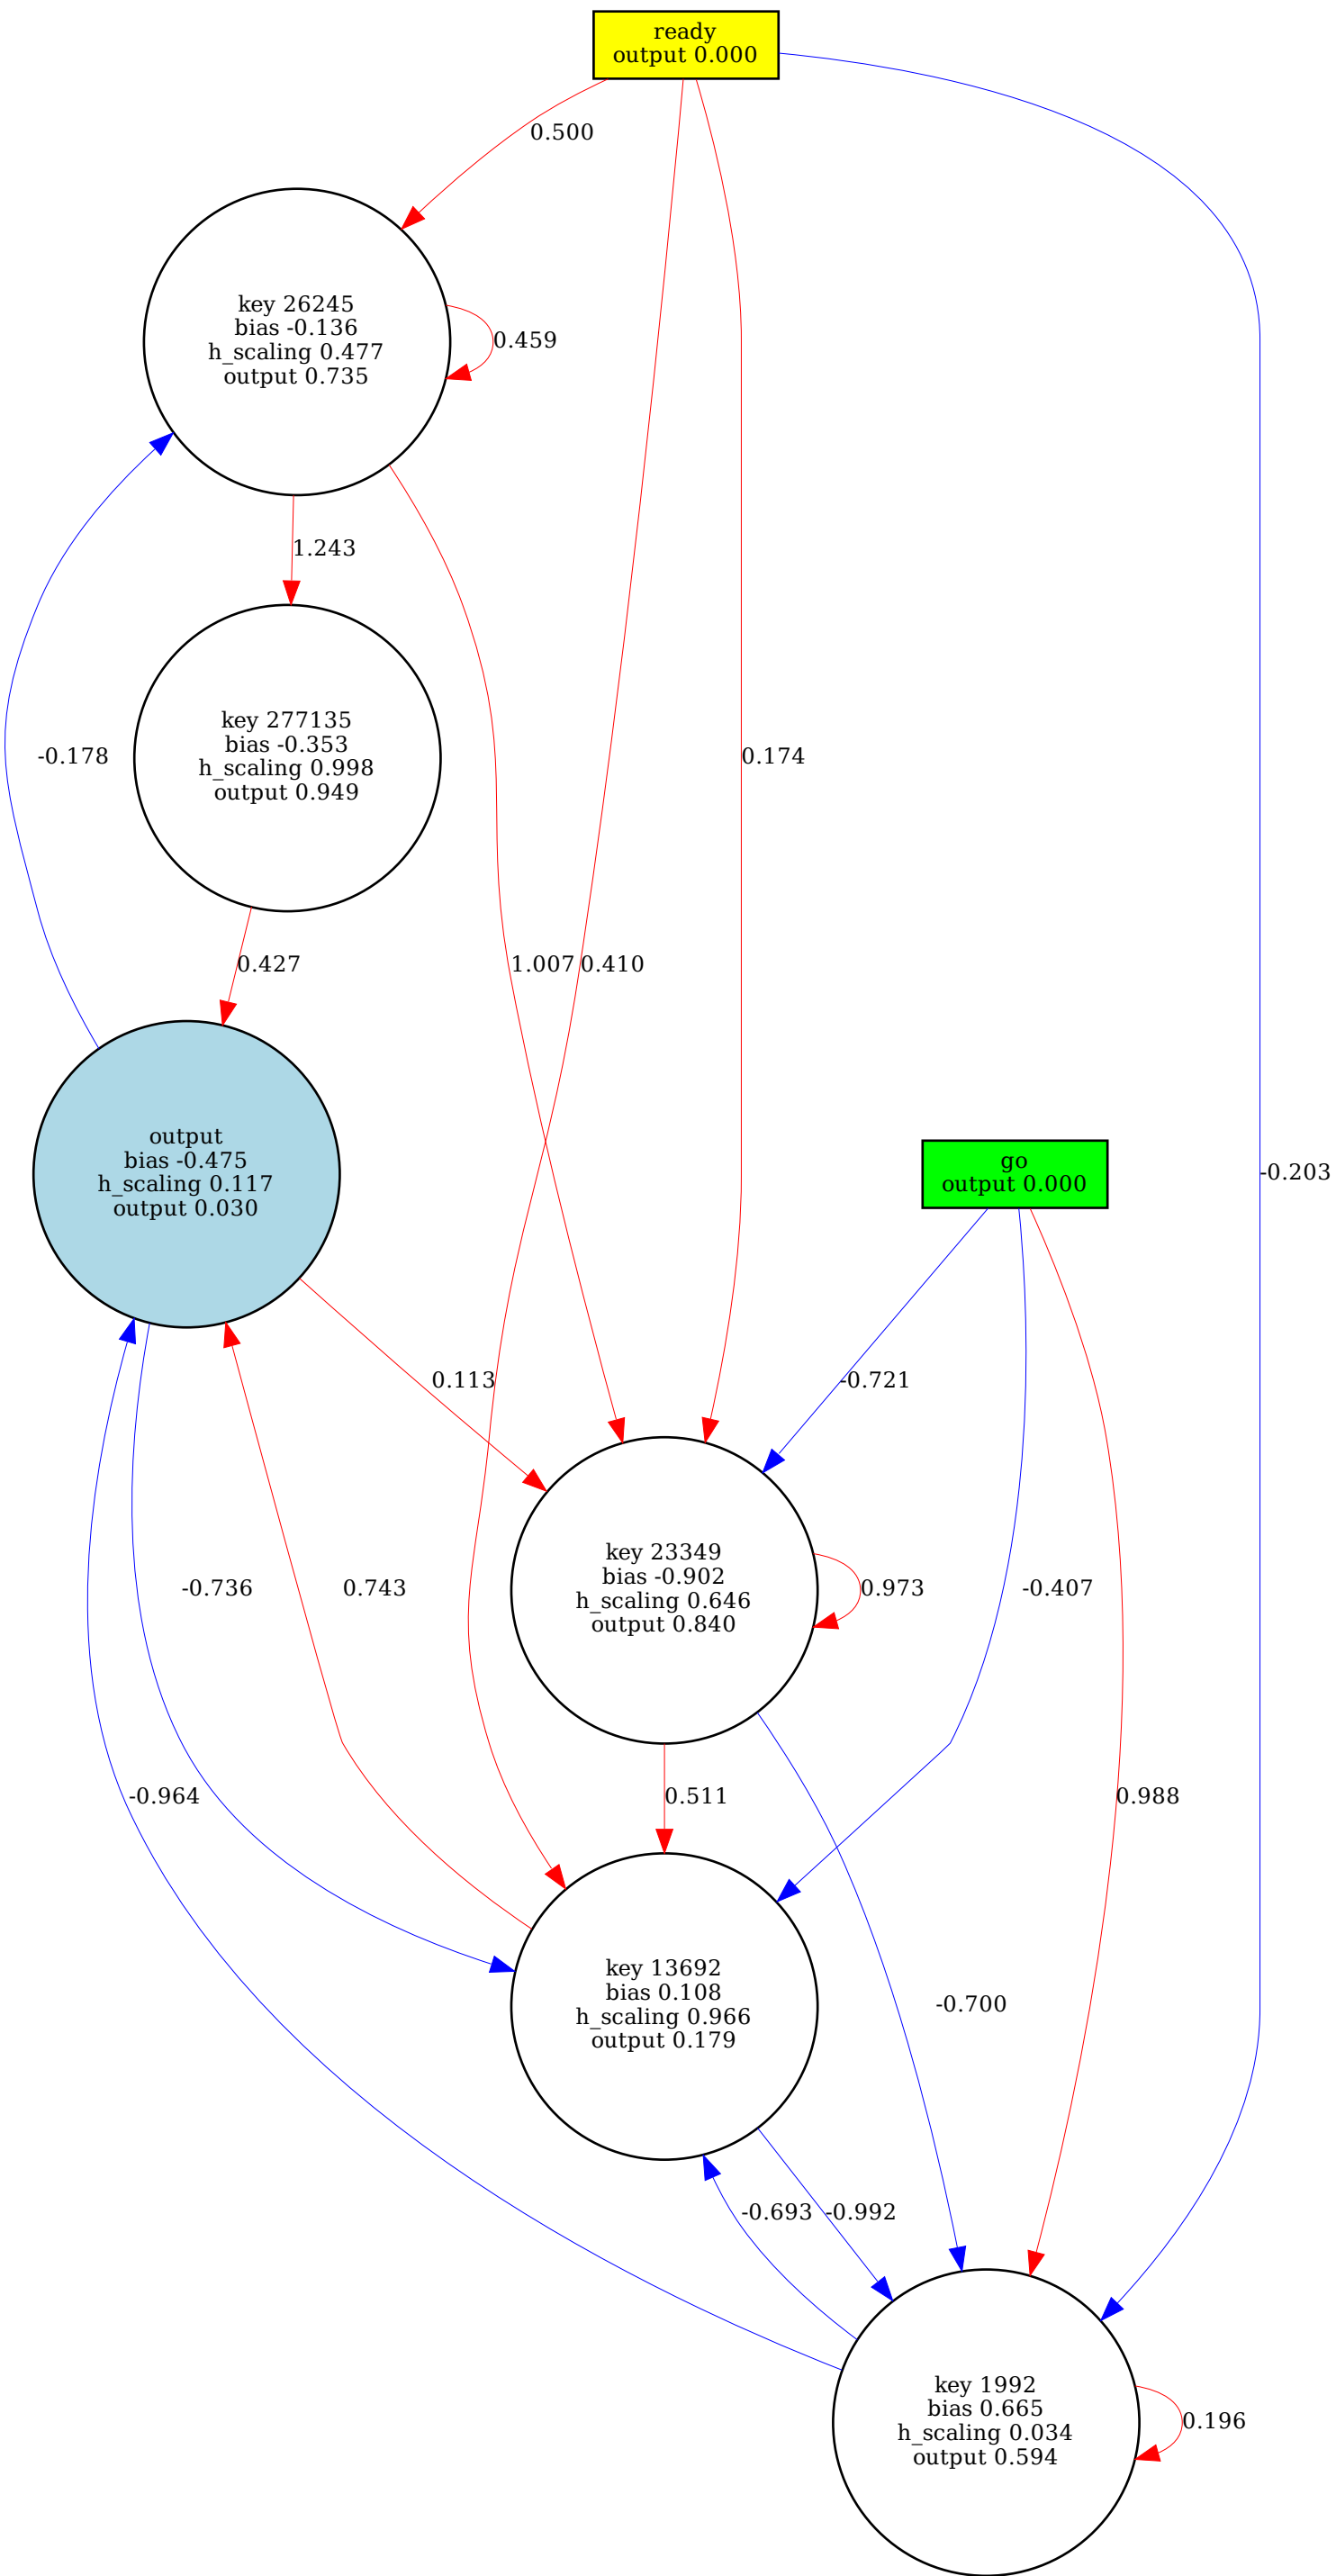 ready
output 0.000
0.500
key 26245
bias -0.136
h_scaling 0.477
output 0.735
0.459
1.243
key 277135
bias -0.353
h_scaling 0.998
output 0.949
-0.178
0.174
0.427
1.007
0.410
output
bias -0.475
h_scaling 0.117
output 0.030
go
output 0.000
-0.203
0.113
-0.721
key 23349
bias -0.902
h_scaling 0.646
output 0.840
-0.736
0.743
0.973
-0.407
-0.964
0.511
0.988
key 13692
bias 0.108
h_scaling 0.966
output 0.179
-0.700
-0.693
-0.992
key 1992
bias 0.665
h_scaling 0.034
output 0.594
0.196